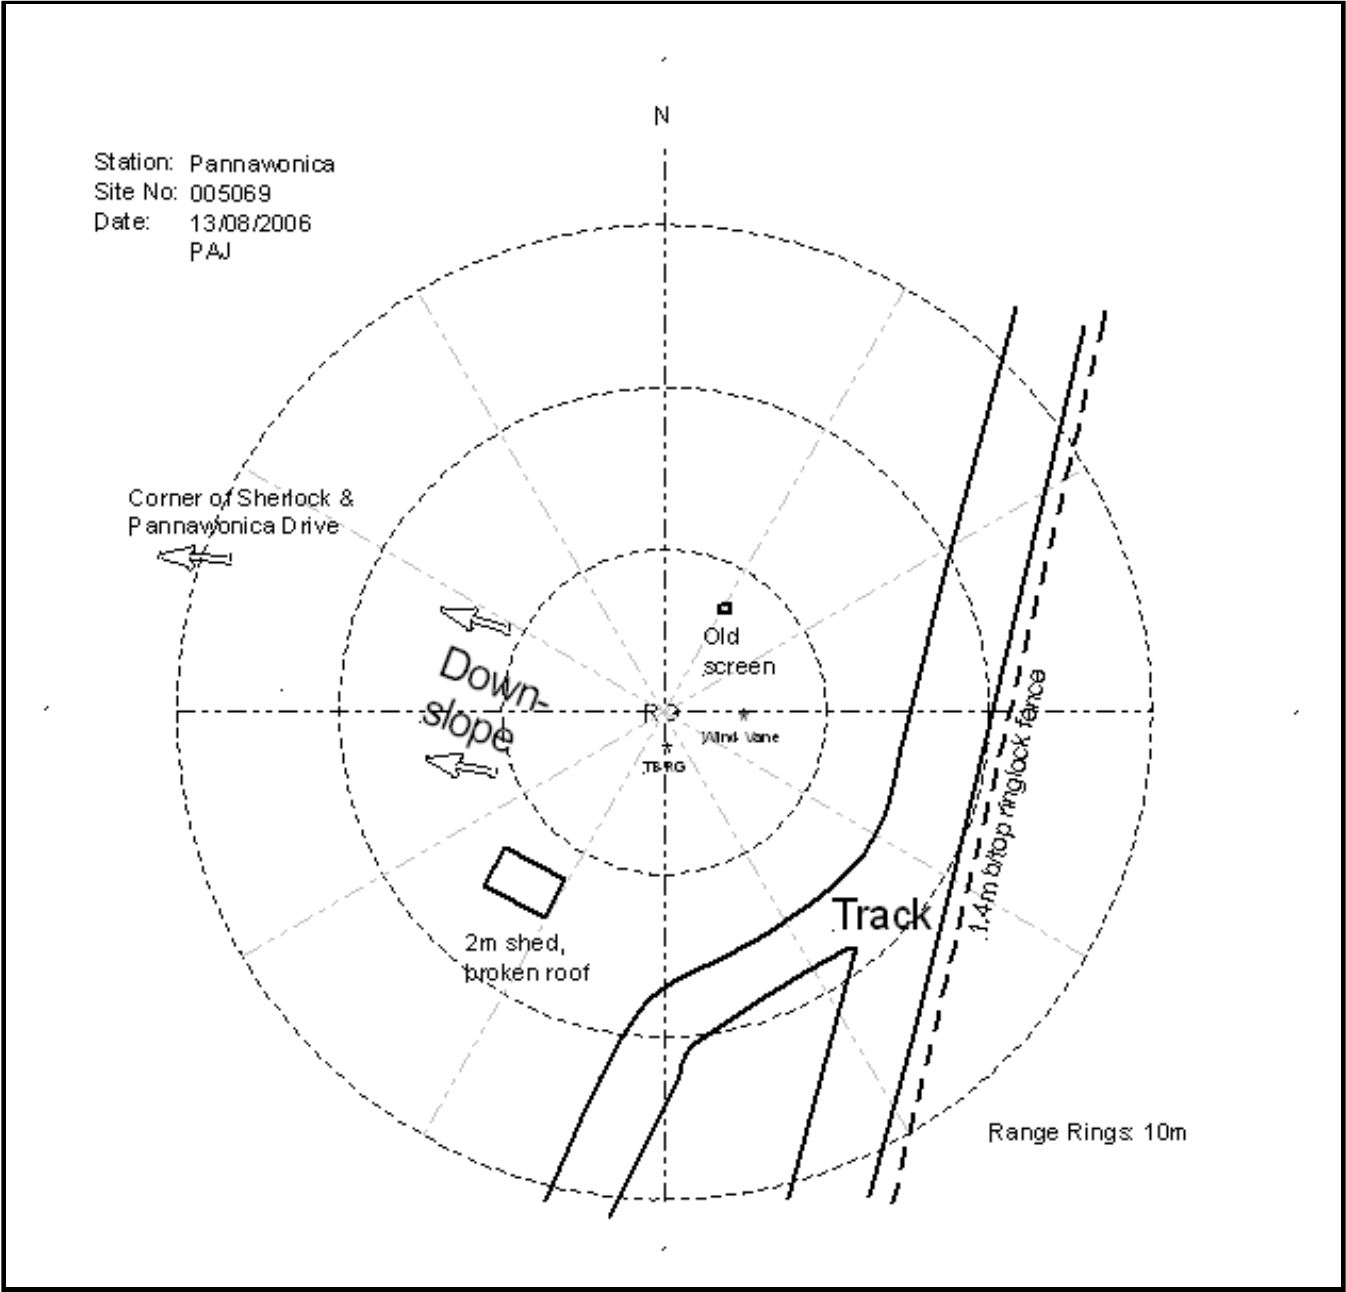 N
Station: Pannawonica
Site No: 005069
Date: 13/08/2006
PAJ
Corner of Sherlock &
Pannawonica Drive
Old
screen
Down-
slope
R
Wind Vane
TBRG
1.4m b/top ringlock fence
Track
2m shed,
broken roof
Range Rings: 10m